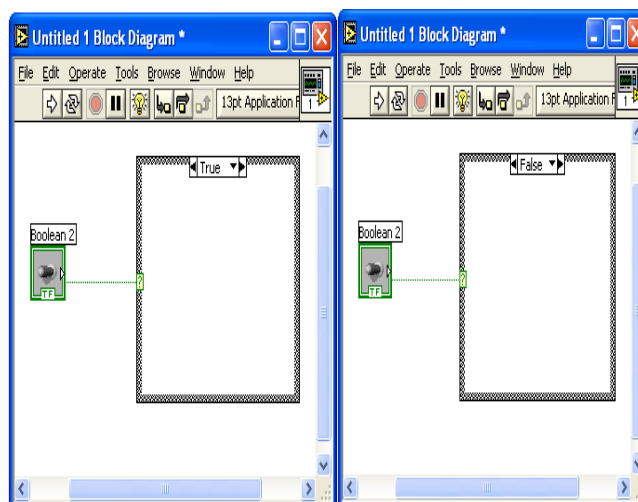 Untitled 1 Block Diagram *
File Edit Operate Tools Browse Window Help
13pt Application F
1
True
Boolean 2
?
TF
Untitled 1 Block Diagram *
File Edit Operate Tools Browse Window Help
13pt Application F
1
False
Boolean 2
?
TF